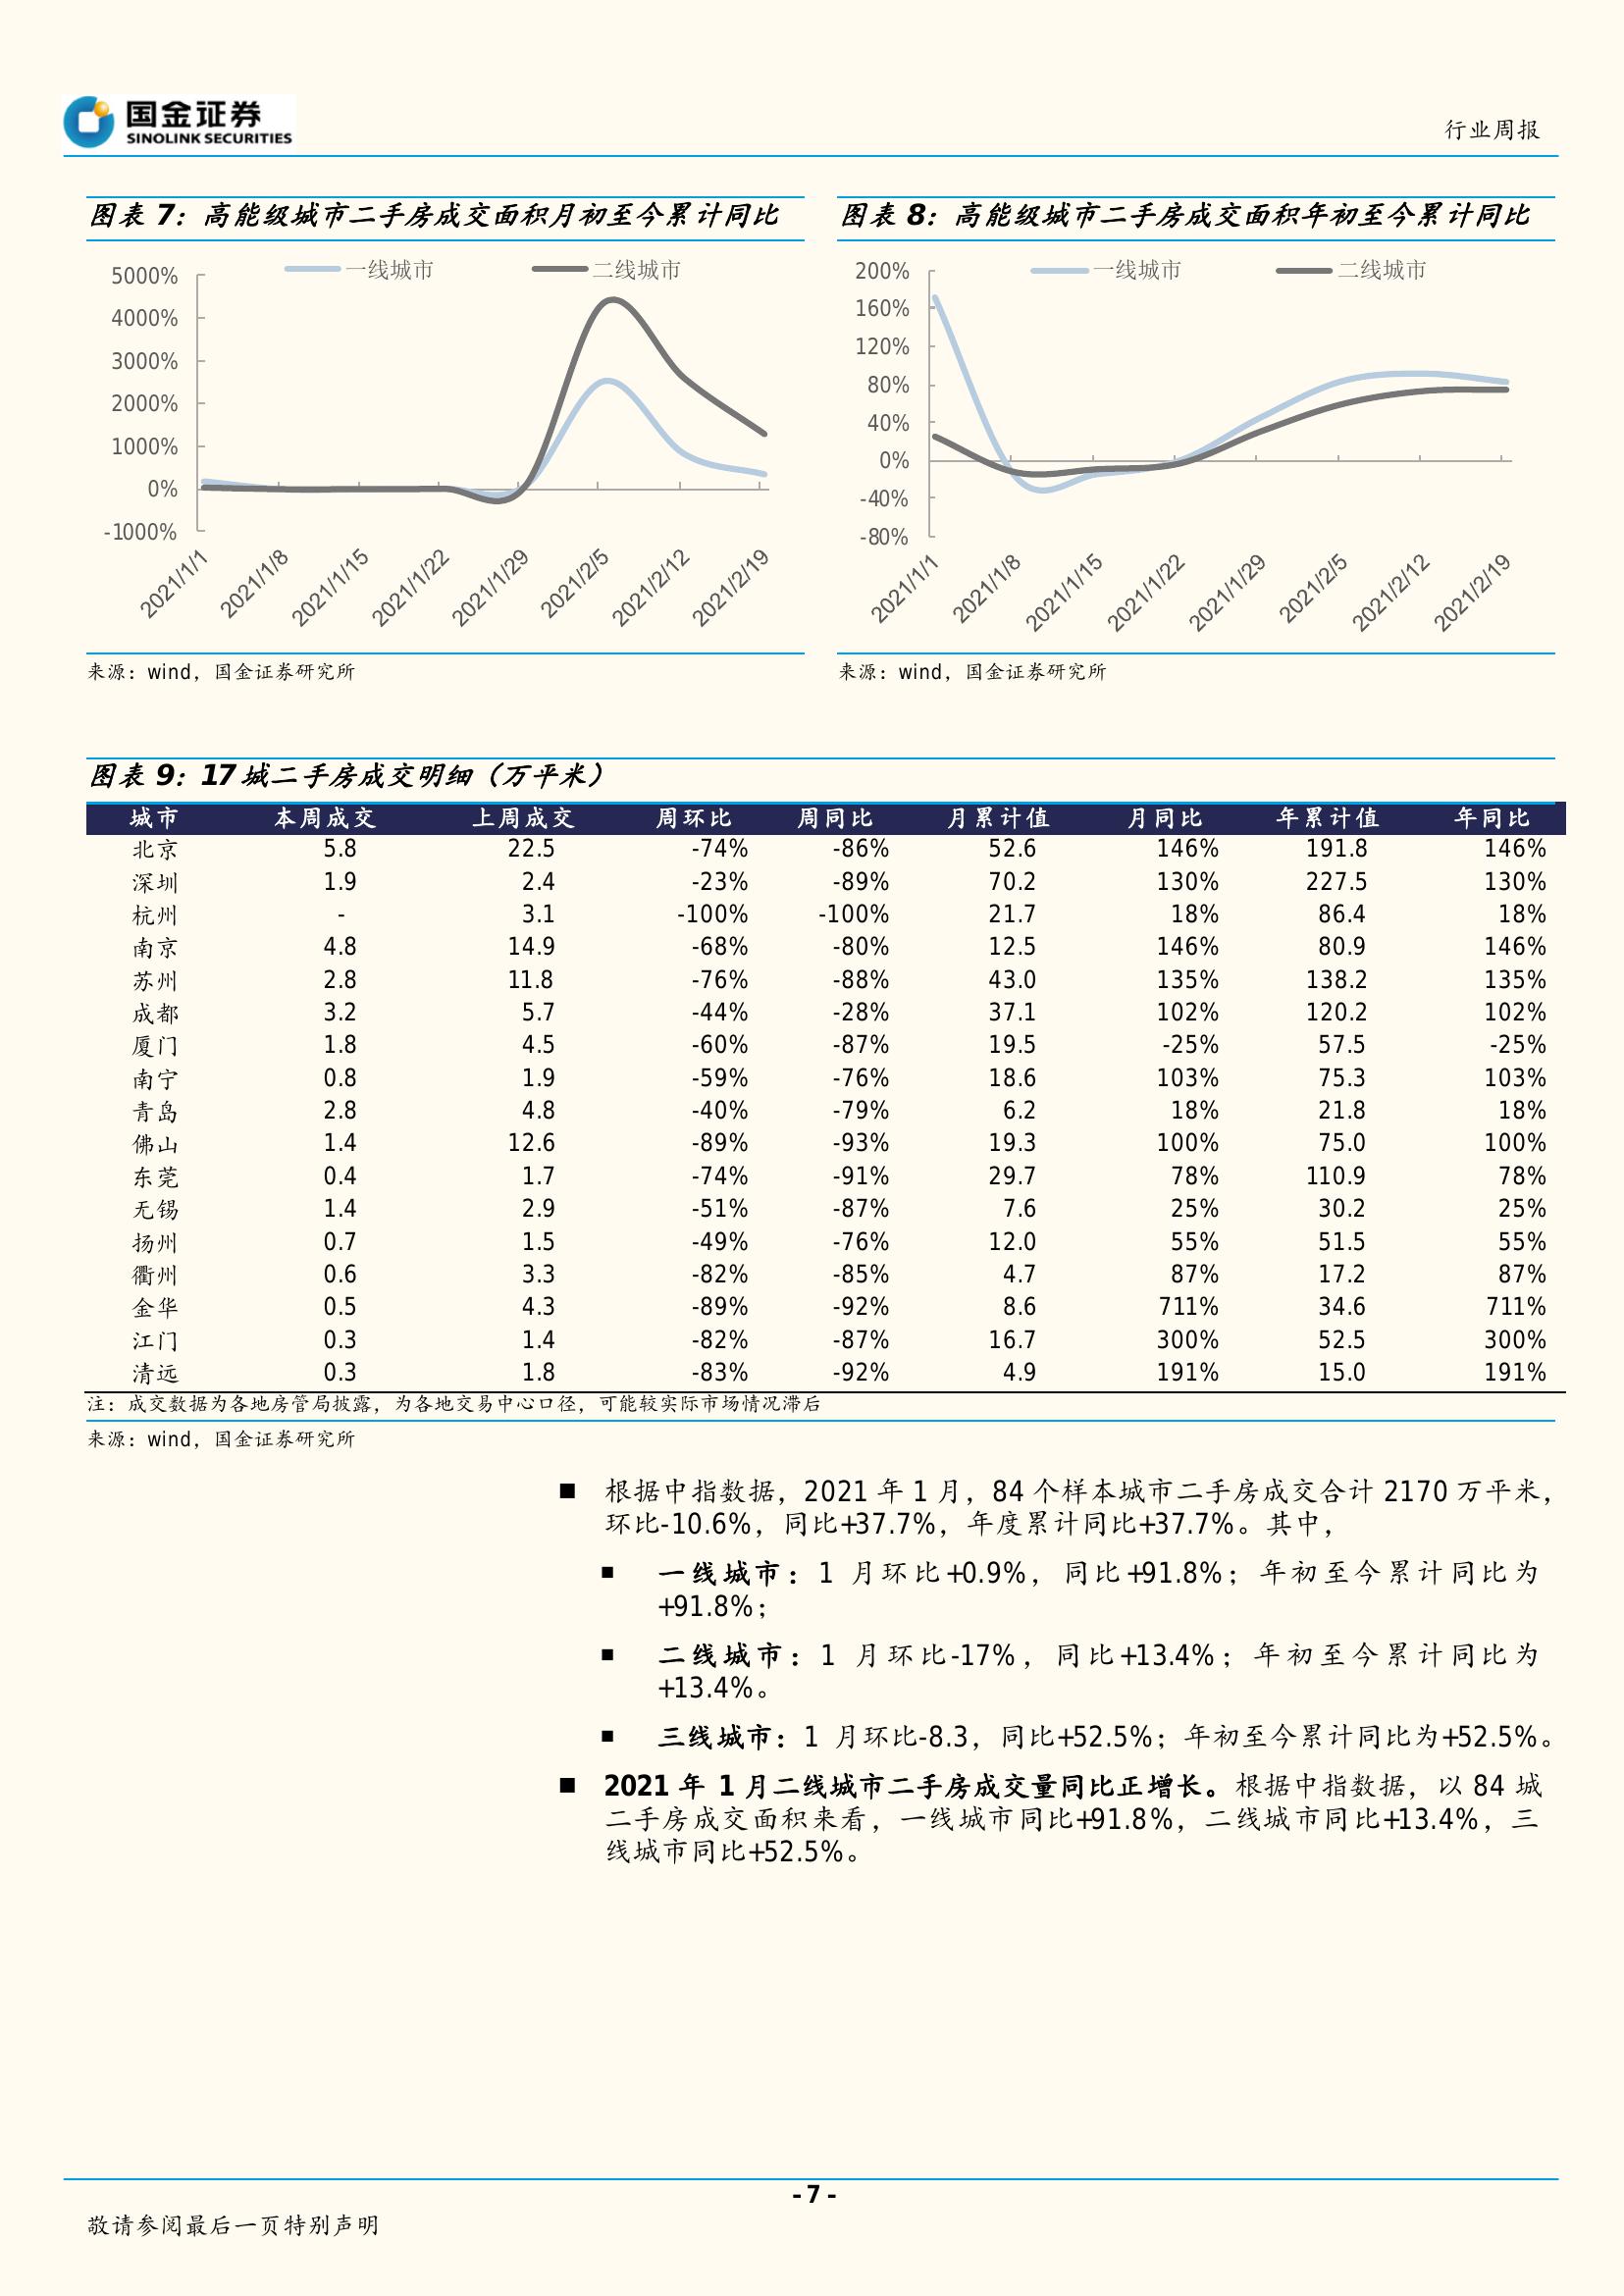 国金证券
SINOLINK SECURITIES
行业周报
图表 7：高能级城市二手房成交面积月初至今累计同比
一线城市 二线城市
5000%
4000%
3000%
2000%
1000%
0%
-1000%
2021/1/1 2021/1/8 2021/1/15 2021/1/22 2021/1/29 2021/2/5 2021/2/12 2021/2/19
来源：wind，国金证券研究所
图表 8：高能级城市二手房成交面积年初至今累计同比
一线城市 二线城市
200%
160%
120%
80%
40%
0%
-40%
-80%
2021/1/1 2021/1/8 2021/1/15 2021/1/22 2021/1/29 2021/2/5 2021/2/12 2021/2/19
来源：wind，国金证券研究所
图表 9：17 城二手房成交明细（万平米）
城市 本周成交 上周成交 周环比 周同比 月累计值 月同比 年累计值 年同比
北京 5.8 22.5 -74% -86% 52.6 146% 191.8 146%
深圳 1.9 2.4 -23% -89% 70.2 130% 227.5 130%
杭州 - 3.1 -100% -100% 21.7 18% 86.4 18%
南京 4.8 14.9 -68% -80% 12.5 146% 80.9 146%
苏州 2.8 11.8 -76% -88% 43.0 135% 138.2 135%
成都 3.2 5.7 -44% -28% 37.1 102% 120.2 102%
厦门 1.8 4.5 -60% -87% 19.5 -25% 57.5 -25%
南宁 0.8 1.9 -59% -76% 18.6 103% 75.3 103%
青岛 2.8 4.8 -40% -79% 6.2 18% 21.8 18%
佛山 1.4 12.6 -89% -93% 19.3 100% 75.0 100%
东莞 0.4 1.7 -74% -91% 29.7 78% 110.9 78%
无锡 1.4 2.9 -51% -87% 7.6 25% 30.2 25%
扬州 0.7 1.5 -49% -76% 12.0 55% 51.5 55%
衢州 0.6 3.3 -82% -85% 4.7 87% 17.2 87%
金华 0.5 4.3 -89% -92% 8.6 711% 34.6 711%
江门 0.3 1.4 -82% -87% 16.7 300% 52.5 300%
清远 0.3 1.8 -83% -92% 4.9 191% 15.0 191%
注：成交数据为各地房管局披露，为各地交易中心口径，可能较实际市场情况滞后
来源：wind，国金证券研究所
■ 根据中指数据，2021 年 1 月，84 个样本城市二手房成交合计 2170 万平米，
环比-10.6%，同比+37.7%，年度累计同比+37.7%。其中，
■ 一线城市：1 月环比+0.9%，同比+91.8%；年初至今累计同比为
+91.8%；
■ 二线城市：1 月环比-17%，同比+13.4%；年初至今累计同比为
+13.4%。
■ 三线城市：1 月环比-8.3，同比+52.5%；年初至今累计同比为+52.5%。
■ 2021 年 1 月二线城市二手房成交量同比正增长。根据中指数据，以 84 城
二手房成交面积来看，一线城市同比+91.8%，二线城市同比+13.4%，三
线城市同比+52.5%。
- 7 -
敬请参阅最后一页特别声明